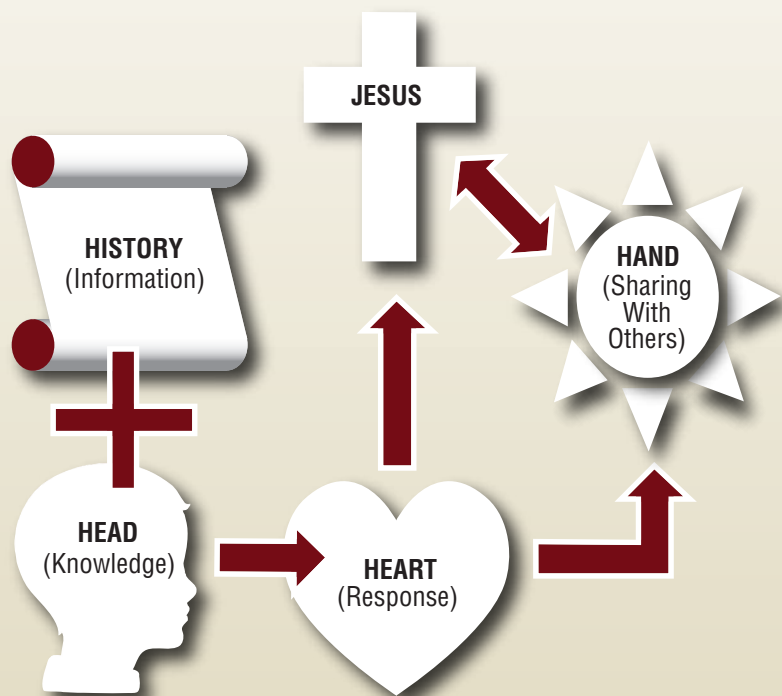 JESUS
HISTORY
(Information)
HAND
(Sharing
With
Others)
HEAD
(Knowledge)
HEART
(Response)